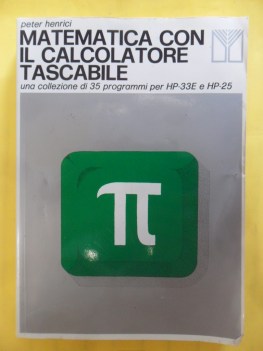 peter henrici
MATEMATICA CON
IL CALCOLATORE
TASCABILE
una collezione di 35 programmi per HP-33E e HP-25
π